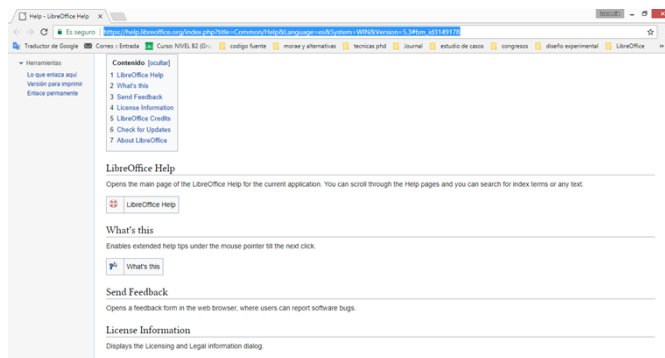 Help - LibreOffice Help
Es seguro https://help.libreoffice.org/index.php?title=Common/Help&Language=es&System=WIN&Version=5.3#bm_id3149178
Traductor de Google Correo :: Entrada Curso NIVEL B2 (Gru codigo fuente morae y alternativas tecnicas phd Journal estudio de casos congresos diseño experimental LibreOffice »
Herramientas
Lo que enlaza aquí
Versión para imprimir
Enlace permanente
Contenido [ocultar]
1 LibreOffice Help
2 What's this
3 Send Feedback
4 License Information
5 LibreOffice Credits
6 Check for Updates
7 About LibreOffice
LibreOffice Help
Opens the main page of the LibreOffice Help for the current application. You can scroll through the Help pages and you can search for index terms or any text.
LibreOffice Help
What's this
Enables extended help tips under the mouse pointer till the next click.
What's this
Send Feedback
Opens a feedback form in the web browser, where users can report software bugs.
License Information
Displays the Licensing and Legal information dialog.